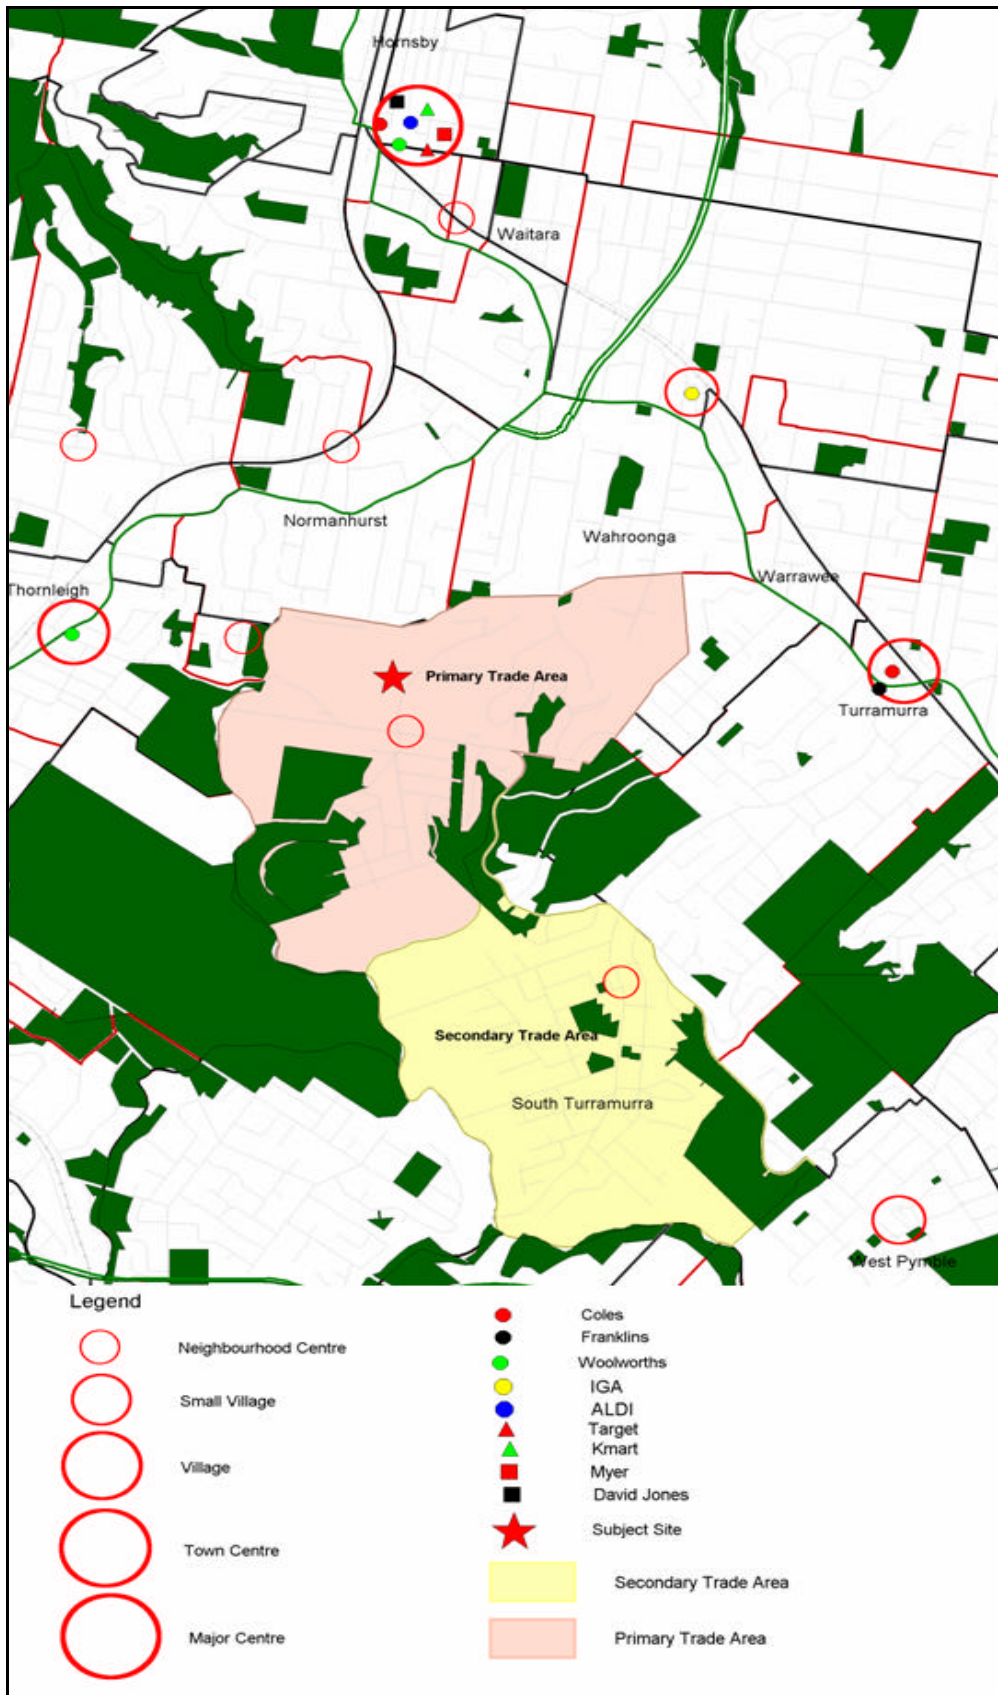 Hornsby
Waitara
Normanhurst
Wahroonga
Thornleigh
Warrawee
Primary Trade Area
Turramurra
Secondary Trade Area
South Turramurra
West Pymble
Legend
Neighbourhood Centre
Small Village
Village
Town Centre
Major Centre
Coles
Franklins
Woolworths
IGA
ALDI
Target
Kmart
Myer
David Jones
Subject Site
Secondary Trade Area
Primary Trade Area